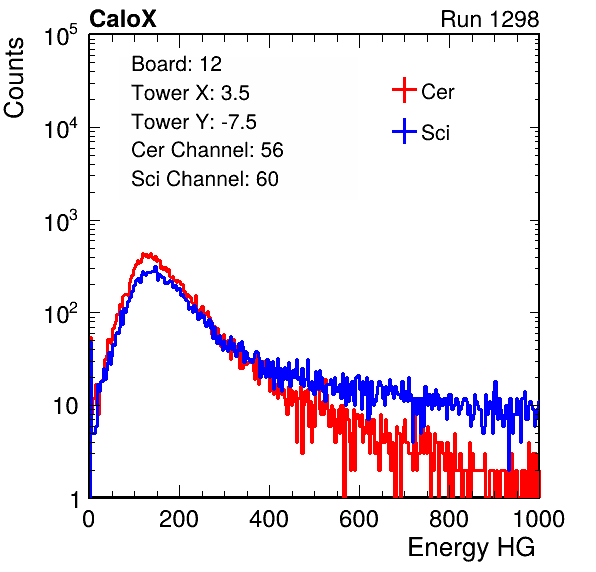 CaloX Run 1298
Counts
10^5
10^4
10^3
10^2
10
1
Board: 12
Tower X: 3.5
Tower Y: -7.5
Cer Channel: 56
Sci Channel: 60
Cer
Sci
0 200 400 600 800 1000
Energy HG